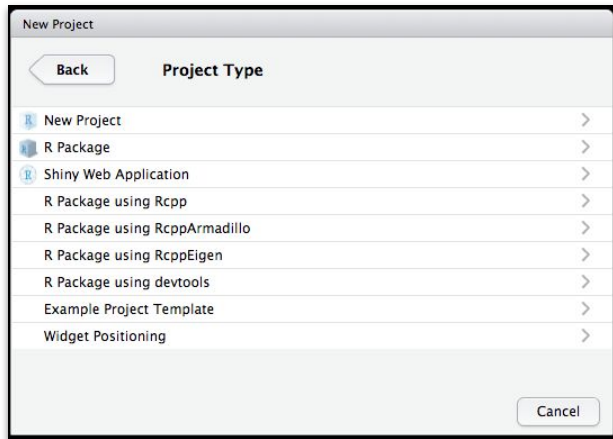 New Project
Back
Project Type
New Project
R Package
Shiny Web Application
R Package using Rcpp
R Package using RcppArmadillo
R Package using RcppEigen
R Package using devtools
Example Project Template
Widget Positioning
Cancel